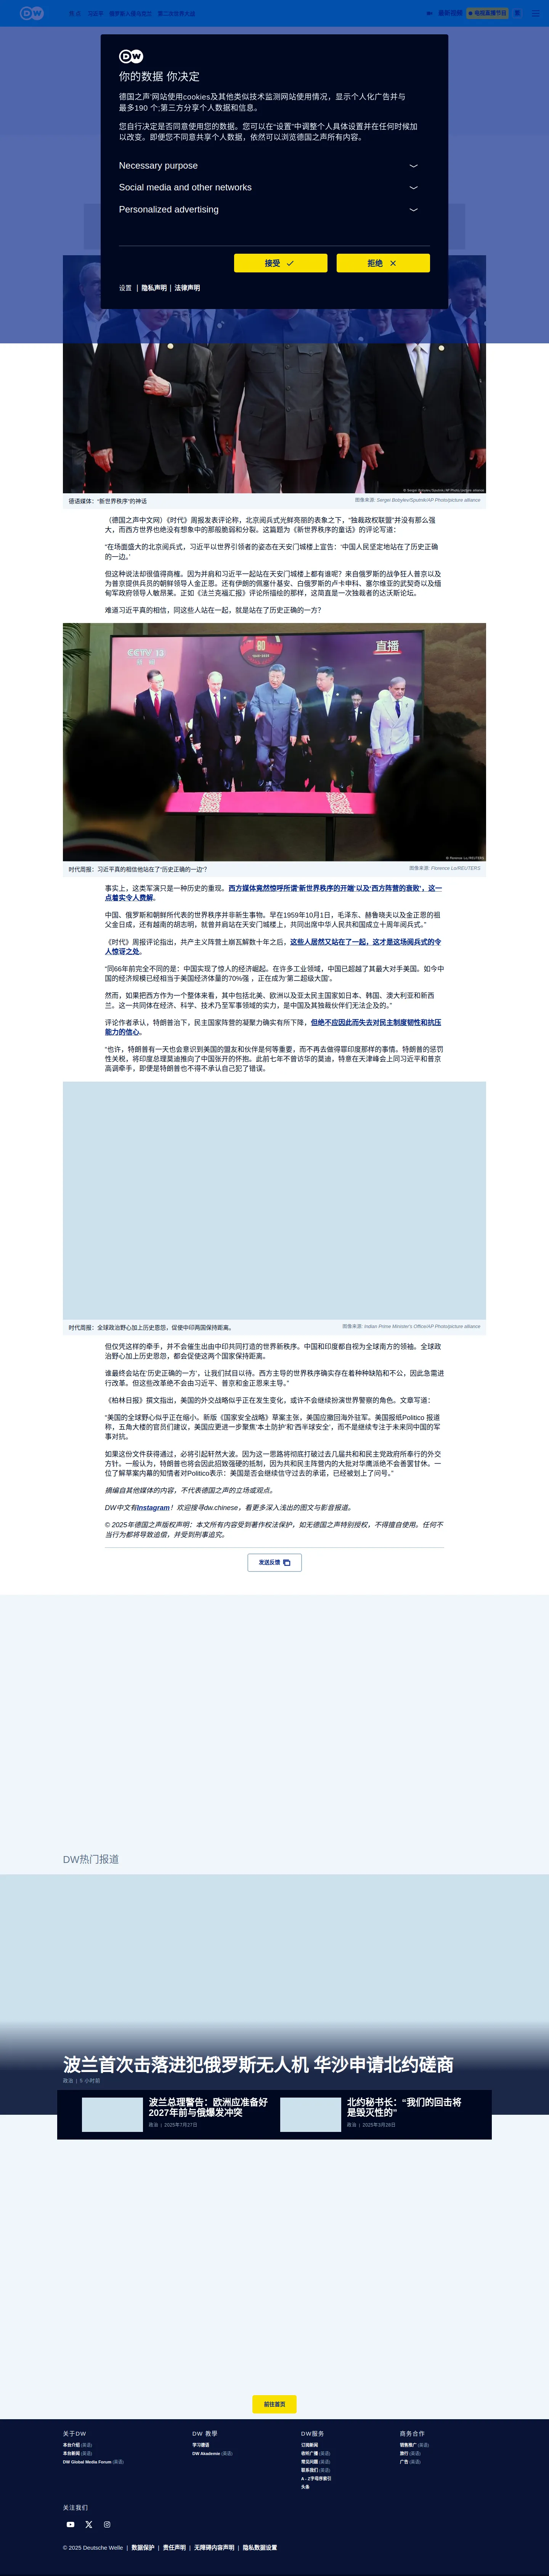 DW
习近平
俄罗斯入侵乌克兰
第二次世界大战
最新视频
DW
你的数据 你决定
德国之声‘网站使用cookies及其他类似技术监测网站使用情况，显示个人化广告并与
最多190 个;第三方分享个人数据和信息。
您自行决定是否同意使用您的数据。您可以在“设置”中调整个人具体设置并在任何时候加
以改变。即便您不同意共享个人数据，依然可以浏览德国之声所有内容。
Necessary purpose
Social media and other networks
Personalized advertising
接受
拒绝
设置 | 隐私声明 | 法律声明
© Sergei Bobylev/Sputnik/AP Photo/picture alliance
德语媒体：“新世界秩序”的神话
图像来源: Sergei Bobylev/Sputnik/AP Photo/picture alliance
（德国之声中文网）《时代》周报发表评论称，北京阅兵式光鲜亮丽的表象之下，“独裁政权联盟”并没有那么强
大，而西方世界也绝没有想象中的那般脆弱和分裂。这篇题为《新世界秩序的童话》的评论写道：
“在场面盛大的北京阅兵式，习近平以世界引领者的姿态在天安门城楼上宣告：‘中国人民坚定地站在了历史正确
的一边。’
但这种说法却值得商榷。因为并肩和习近平一起站在天安门城楼上都有谁呢？来自俄罗斯的战争狂人普京以及
为普京提供兵员的朝鲜领导人金正恩。还有伊朗的佩塞什基安、白俄罗斯的卢卡申科、塞尔维亚的武契奇以及缅
甸军政府领导人敏昂莱。正如《法兰克福汇报》评论所描绘的那样，这简直是一次独裁者的达沃斯论坛。
难道习近平真的相信，同这些人站在一起，就是站在了历史正确的一方？
CCTV 13
直播
© Florence Lo/REUTERS
时代周报：习近平真的相信他站在了“历史正确的一边”？
图像来源: Florence Lo/REUTERS
事实上，这类军演只是一种历史的重现。西方媒体竟然惊呼所谓‘新世界秩序的开端’以及‘西方阵营的衰败’，这一
点着实令人费解。
中国、俄罗斯和朝鲜所代表的世界秩序并非新生事物。早在1959年10月1日，毛泽东、赫鲁晓夫以及金正恩的祖
父金日成，还有越南的胡志明，就曾并肩站在天安门城楼上，共同出席中华人民共和国成立十周年阅兵式。”
《时代》周报评论指出，共产主义阵营土崩瓦解数十年之后，这些人居然又站在了一起，这才是这场阅兵式的令
人惊讶之处。
“同66年前完全不同的是：中国实现了惊人的经济崛起。在许多工业领域，中国已超越了其最大对手美国。如今中
国的经济规模已经相当于美国经济体量的70%强 ，正在成为‘第二超级大国’。
然而，如果把西方作为一个整体来看，其中包括北美、欧洲以及亚太民主国家如日本、韩国、澳大利亚和新西
兰。这一共同体在经济、科学、技术乃至军事领域的实力，是中国及其独裁伙伴们无法企及的。”
评论作者承认，特朗普治下，民主国家阵营的凝聚力确实有所下降，但绝不应因此而失去对民主制度韧性和抗压
能力的信心。
“也许，特朗普有一天也会意识到美国的盟友和伙伴是何等重要，而不再去做得罪印度那样的事情。特朗普的惩罚
性关税，将印度总理莫迪推向了中国张开的怀抱。此前七年不曾访华的莫迪，特意在天津峰会上同习近平和普京
高调牵手，即使是特朗普也不得不承认自己犯了错误。
时代周报：全球政治野心加上历史恩怨，促使中印两国保持距离。
图像来源: Indian Prime Minister's Office/AP Photo/picture alliance
但仅凭这样的牵手，并不会催生出由中印共同打造的世界新秩序。中国和印度都自视为全球南方的领袖。全球政
治野心加上历史恩怨，都会促使这两个国家保持距离。
谁最终会站在‘历史正确的一方’，让我们拭目以待。西方主导的世界秩序确实存在着种种缺陷和不公，因此急需进
行改革。但这些改革绝不会由习近平、普京和金正恩来主导。”
《柏林日报》撰文指出，美国的外交战略似乎正在发生变化，或许不会继续扮演世界警察的角色。文章写道：
“美国的全球野心似乎正在缩小。新版《国家安全战略》草案主张，美国应撤回海外驻军。美国报纸Politico 报道
称，五角大楼的官员们建议，美国应更进一步聚焦‘本土防护’和‘西半球安全’，而不是继续专注于未来同中国的军
事对抗。
如果这份文件获得通过，必将引起轩然大波。因为这一思路将彻底打破过去几届共和和民主党政府所奉行的外交
方针。一般认为，特朗普也将会因此招致强硬的抵制，因为共和民主阵营内的大批对华鹰派绝不会善罢甘休。一
位了解草案内幕的知情者对Politico表示：美国是否会继续信守过去的承诺，已经被划上了问号。”
摘编自其他媒体的内容，不代表德国之声的立场或观点。
DW中文有Instagram！欢迎搜寻dw.chinese，看更多深入浅出的图文与影音报道。
© 2025年德国之声版权声明：本文所有内容受到著作权法保护，如无德国之声特别授权，不得擅自使用。任何不
当行为都将导致追偿，并受到刑事追究。
发送反馈
DW热门报道
波兰首次击落进犯俄罗斯无人机 华沙申请北约磋商
政治 | 5 小时前
波兰总理警告：欧洲应准备好
2027年前与俄爆发冲突
政治 | 2025年7月27日
北约秘书长：“我们的回击将
是毁灭性的”
政治 | 2025年3月28日
前往首页
关于DW
本台介绍 (英语)
本台新闻 (英语)
DW Global Media Forum (英语)
DW 教學
学习德语
DW Akademie (英语)
DW服务
订阅新闻
收听广播 (英语)
常见问题 (英语)
联系我们 (英语)
A - Z字母序索引
头条
商务合作
销售推广 (英语)
旅行 (英语)
广告 (英语)
关注我们
© 2025 Deutsche Welle | 数据保护 | 责任声明 | 无障碍内容声明 | 隐私数据设置